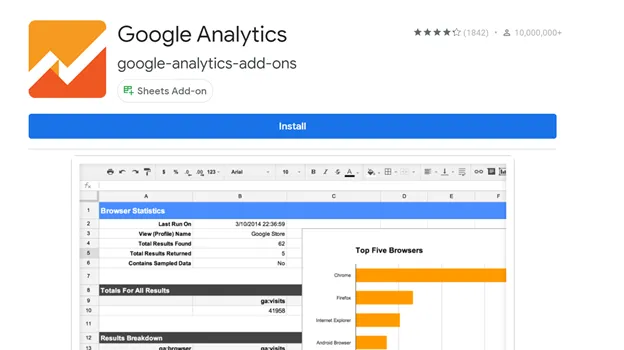 Google Analytics
★★★★☆ (1842) • 10,000,000+
google-analytics-add-ons
Sheets Add-on
Install
$ % .0 .00 123 Arial 10 B I S A
fx
A B C D E F
1 Browser Statistics
2 Last Run On 3/10/2014 22:36:59
3 View (Profile) Name Google Store
4 Total Results Found 62
5 Total Results Returned 5
6 Contains Sampled Data No
7
8 Totals For All Results
9 ga:visits
10 41958
11
12 Results Breakdown
13 ga:browser ga:visits
Top Five Browsers
Chrome
Firefox
Internet Explorer
Android Browser